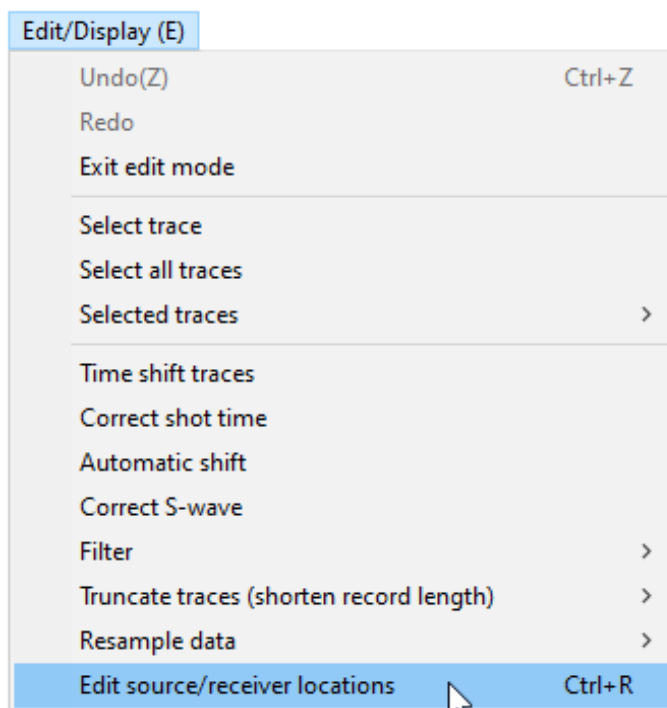 Edit/Display (E)
Undo(Z) Ctrl+Z
Redo
Exit edit mode
Select trace
Select all traces
Selected traces
Time shift traces
Correct shot time
Automatic shift
Correct S-wave
Filter
Truncate traces (shorten record length)
Resample data
Edit source/receiver locations Ctrl+R